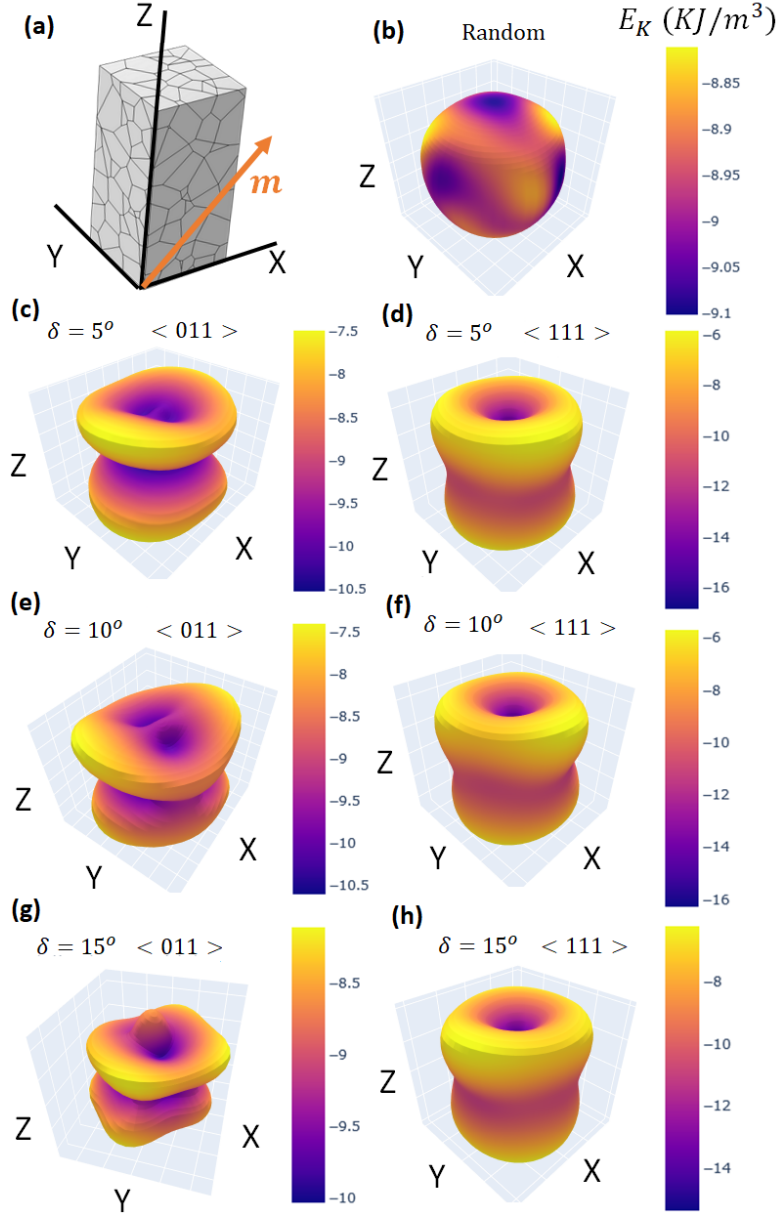 (a)
Z
m
Y
X
(b)
Random
E_K (KJ/m^3)
Z
Y
X
−8.85
−8.9
−8.95
−9
−9.05
−9.1
(c)
δ = 5^o < 011 >
Z
Y
X
−7.5
−8
−8.5
−9
−9.5
−10
−10.5
(d)
δ = 5^o < 111 >
Z
Y
X
−6
−8
−10
−12
−14
−16
(e)
δ = 10^o < 011 >
Z
Y
X
−7.5
−8
−8.5
−9
−9.5
−10
−10.5
(f)
δ = 10^o < 111 >
Z
Y
X
−6
−8
−10
−12
−14
−16
(g)
δ = 15^o < 011 >
Z
Y
X
−8.5
−9
−9.5
−10
(h)
δ = 15^o < 111 >
Z
Y
X
−8
−10
−12
−14